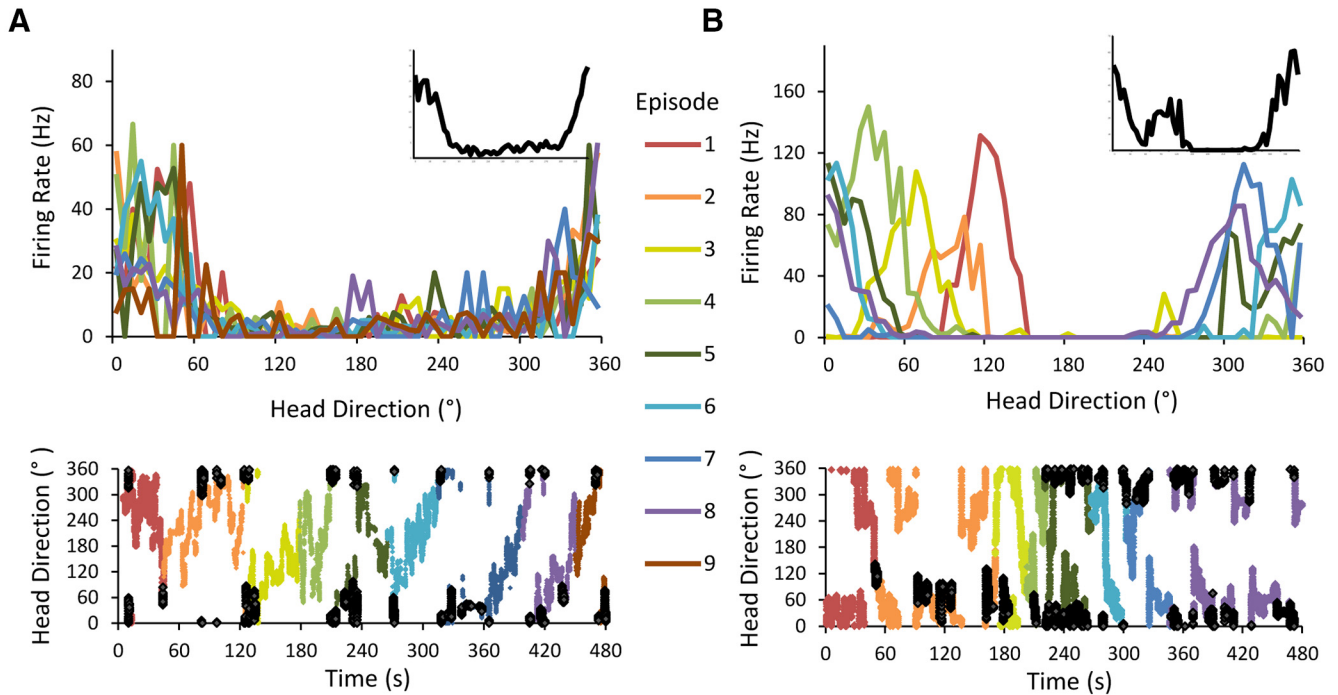 A
B
Firing Rate (Hz)
80
60
40
20
0
0 60 120 180 240 300 360
Head Direction (°)
Episode
1
2
3
4
5
6
7
8
9
Firing Rate (Hz)
160
120
80
40
0
0 60 120 180 240 300 360
Head Direction (°)
Head Direction (° )
360
300
240
180
120
60
0
0 60 120 180 240 300 360 420 480
Time (s)
Head Direction (°)
360
300
240
180
120
60
0
0 60 120 180 240 300 360 420 480
Time (s)